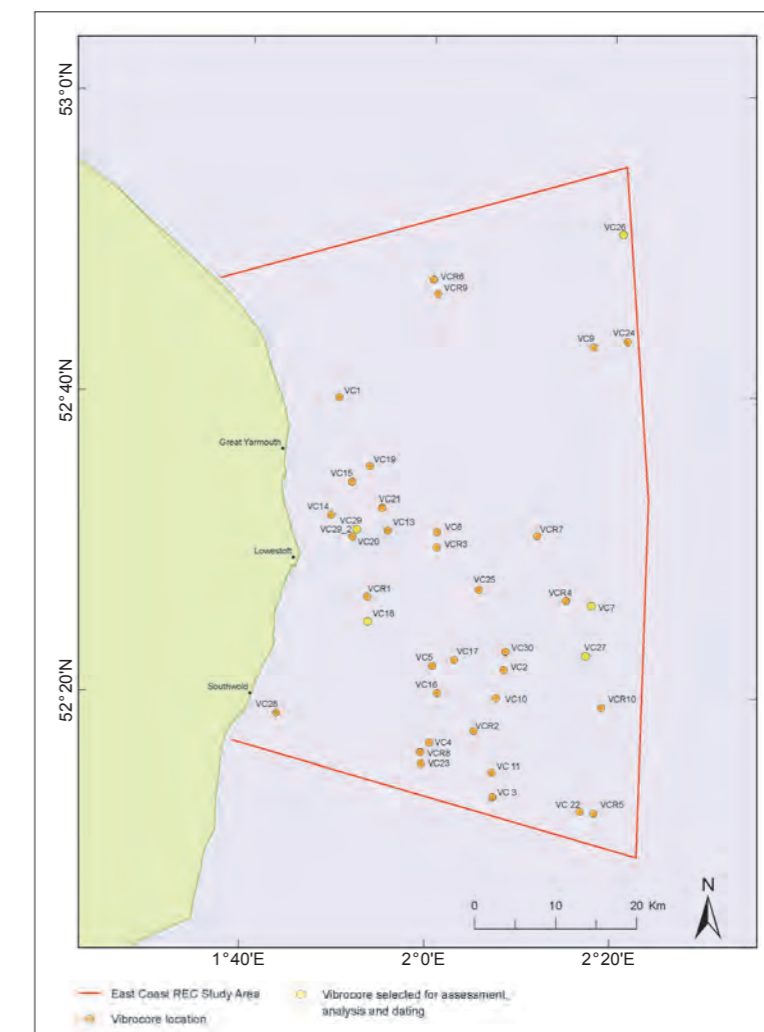 53°0'N
VC26
VCR6
VCR9
VC9
VC24
52°40'N
VC1
Great Yarmouth
VC19
VC15
VC21
VC14
VC29
VC13
VC29_2
VC20
VC6
VCR7
VCR3
Lowestoft
VC25
VCR1
VCR4
VC7
VC18
VC30
VC27
VC17
VC5
VC2
52°20'N
Southwold
VC16
VC10
VCR10
VC28
VCR2
VC4
VCR8
VC23
VC 11
VC 3
VC 22
VCR5
N
0 10 20 Km
1°40'E 2°0'E 2°20'E
East Coast REC Study Area
Vibrocore location
Vibrocore selected for assessment,
analysis and dating